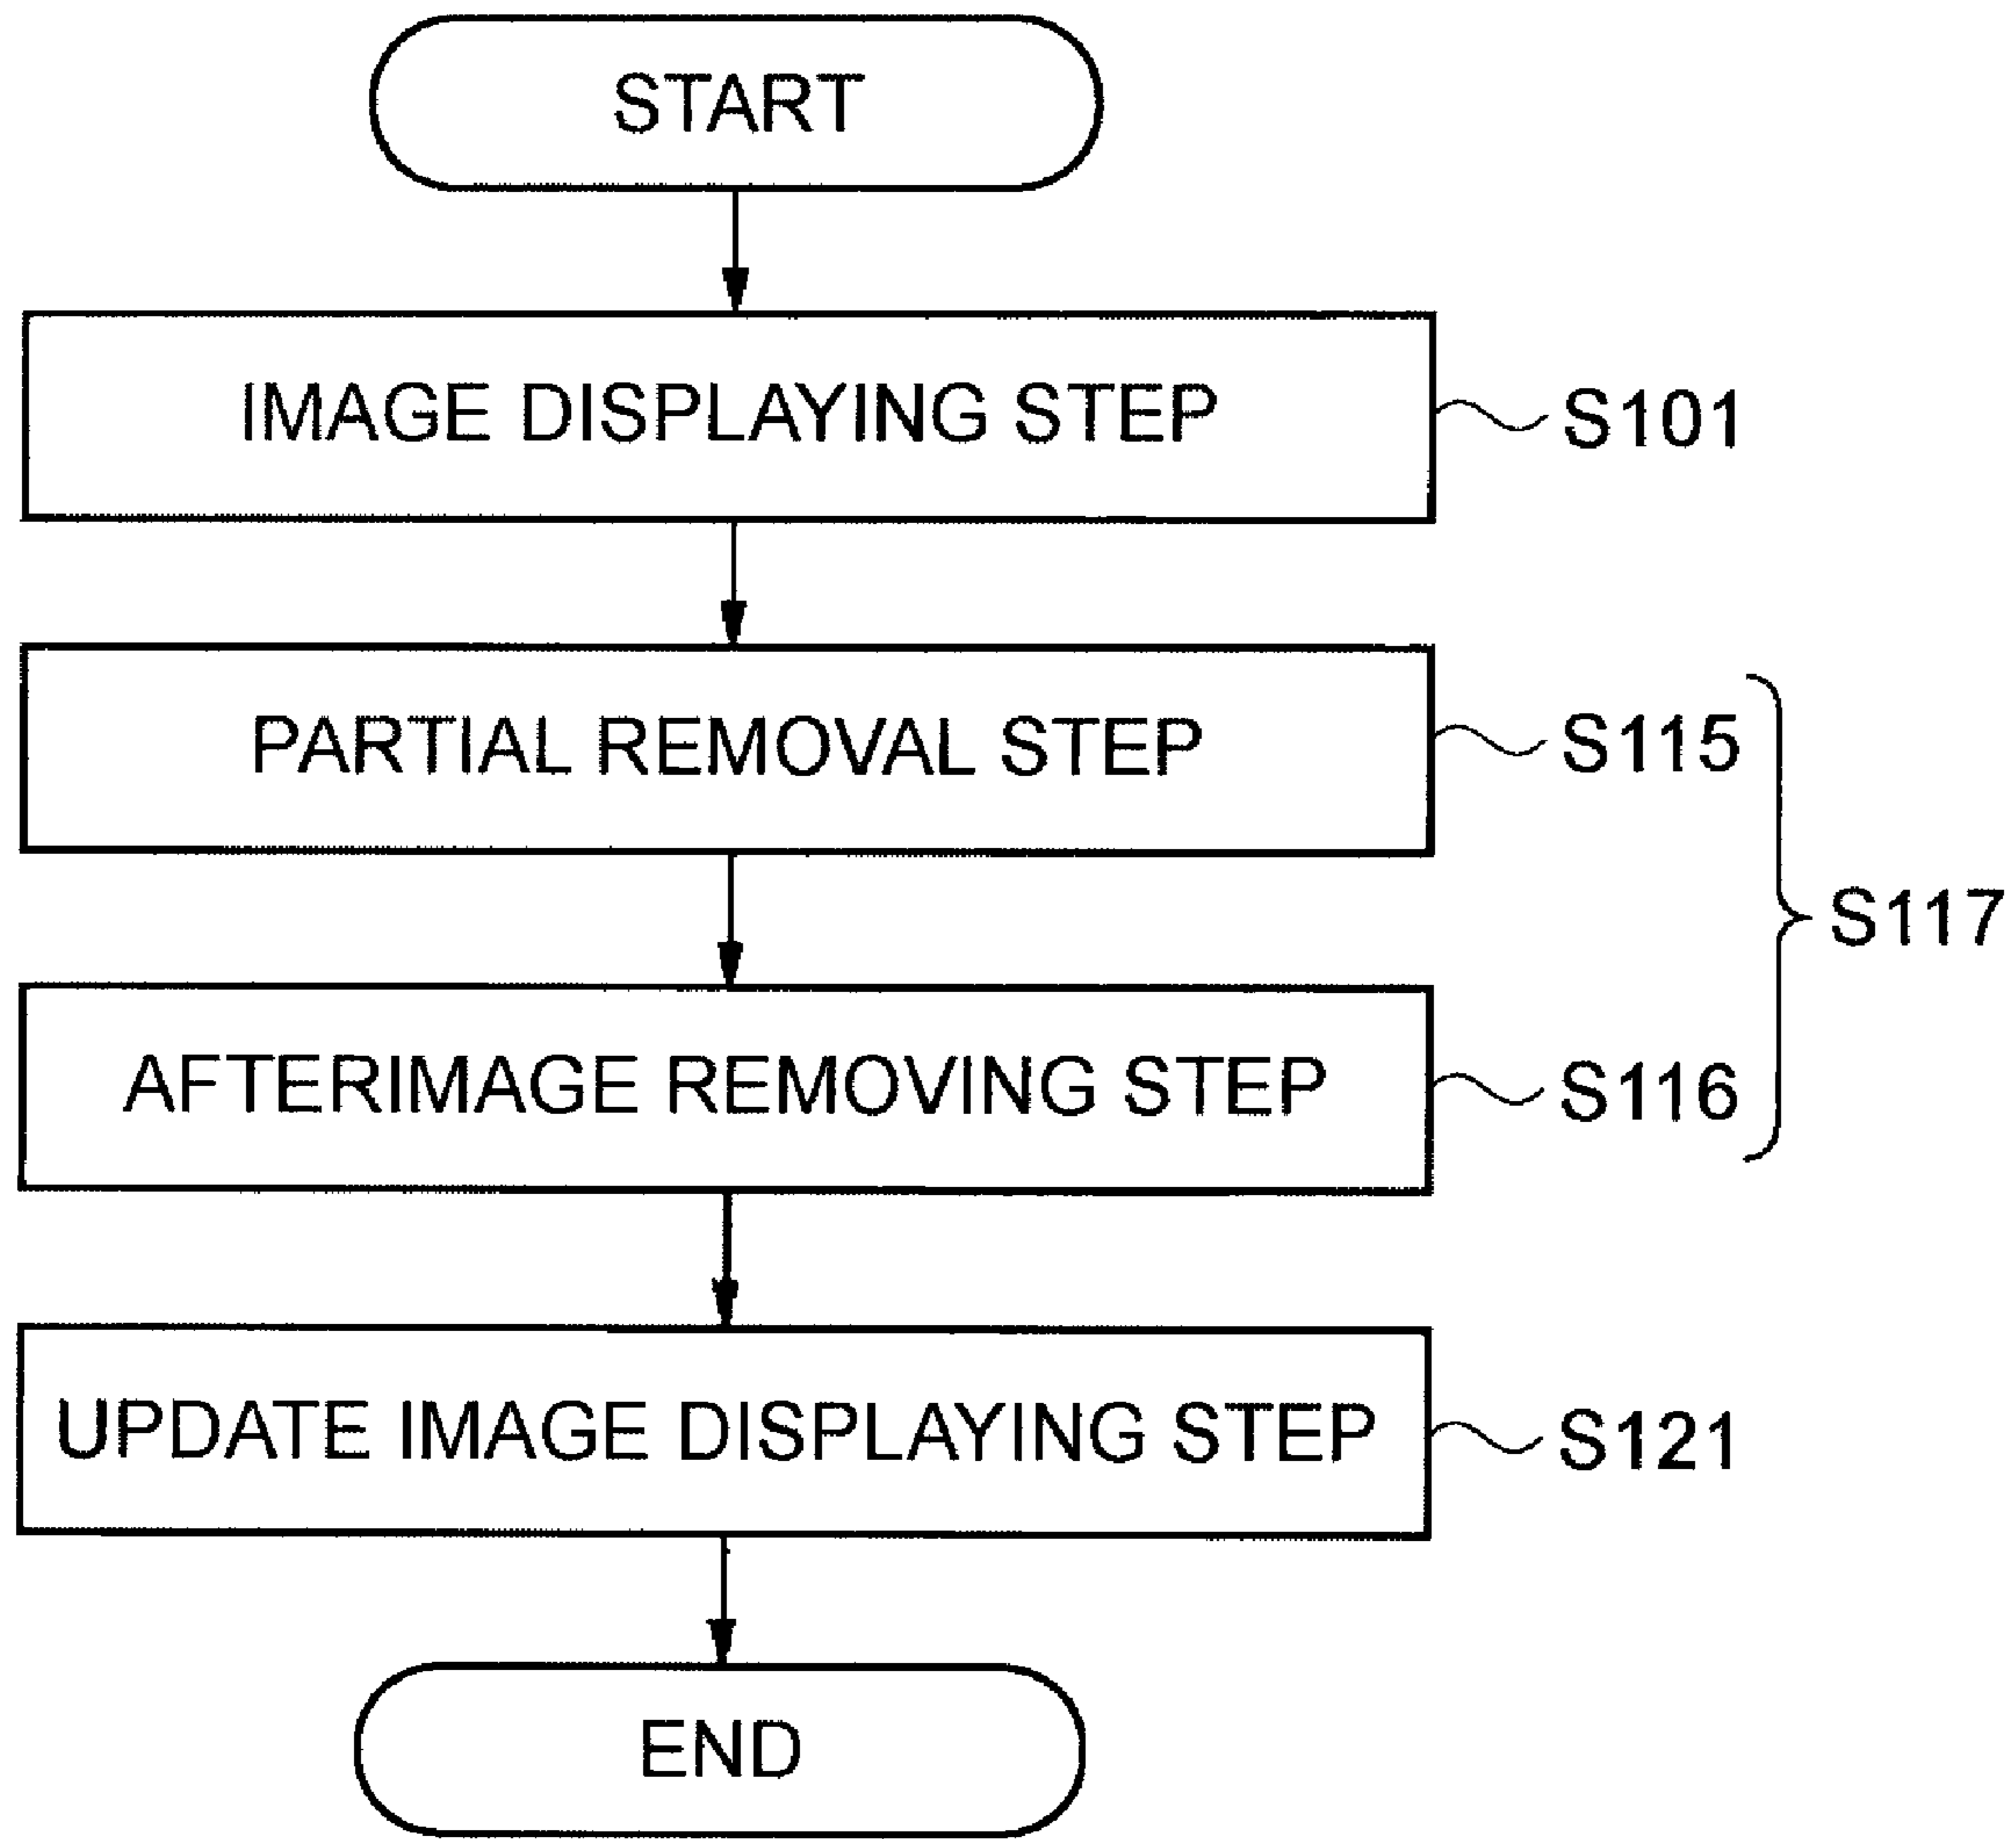 START
IMAGE DISPLAYING STEP
S101
PARTIAL REMOVAL STEP
S115
S117
AFTERIMAGE REMOVING STEP
S116
UPDATE IMAGE DISPLAYING STEP
S121
END